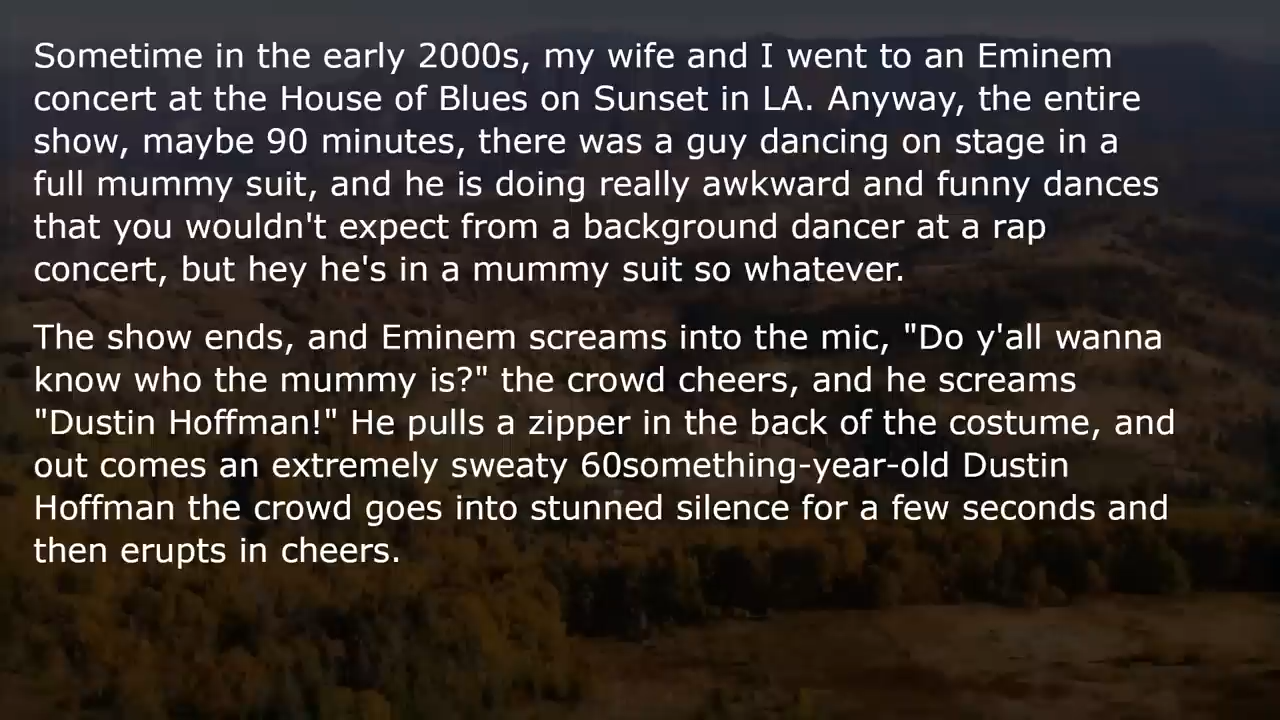 Sometime in the early 2000s, my wife and I went to an Eminem
concert at the House of Blues on Sunset in LA. Anyway, the entire
show, maybe 90 minutes, there was a guy dancing on stage in a
full mummy suit, and he is doing really awkward and funny dances
that you wouldn't expect from a background dancer at a rap
concert, but hey he's in a mummy suit so whatever.
The show ends, and Eminem screams into the mic, "Do y'all wanna
know who the mummy is?" the crowd cheers, and he screams
"Dustin Hoffman!" He pulls a zipper in the back of the costume, and
out comes an extremely sweaty 60something-year-old Dustin
Hoffman the crowd goes into stunned silence for a few seconds and
then erupts in cheers.